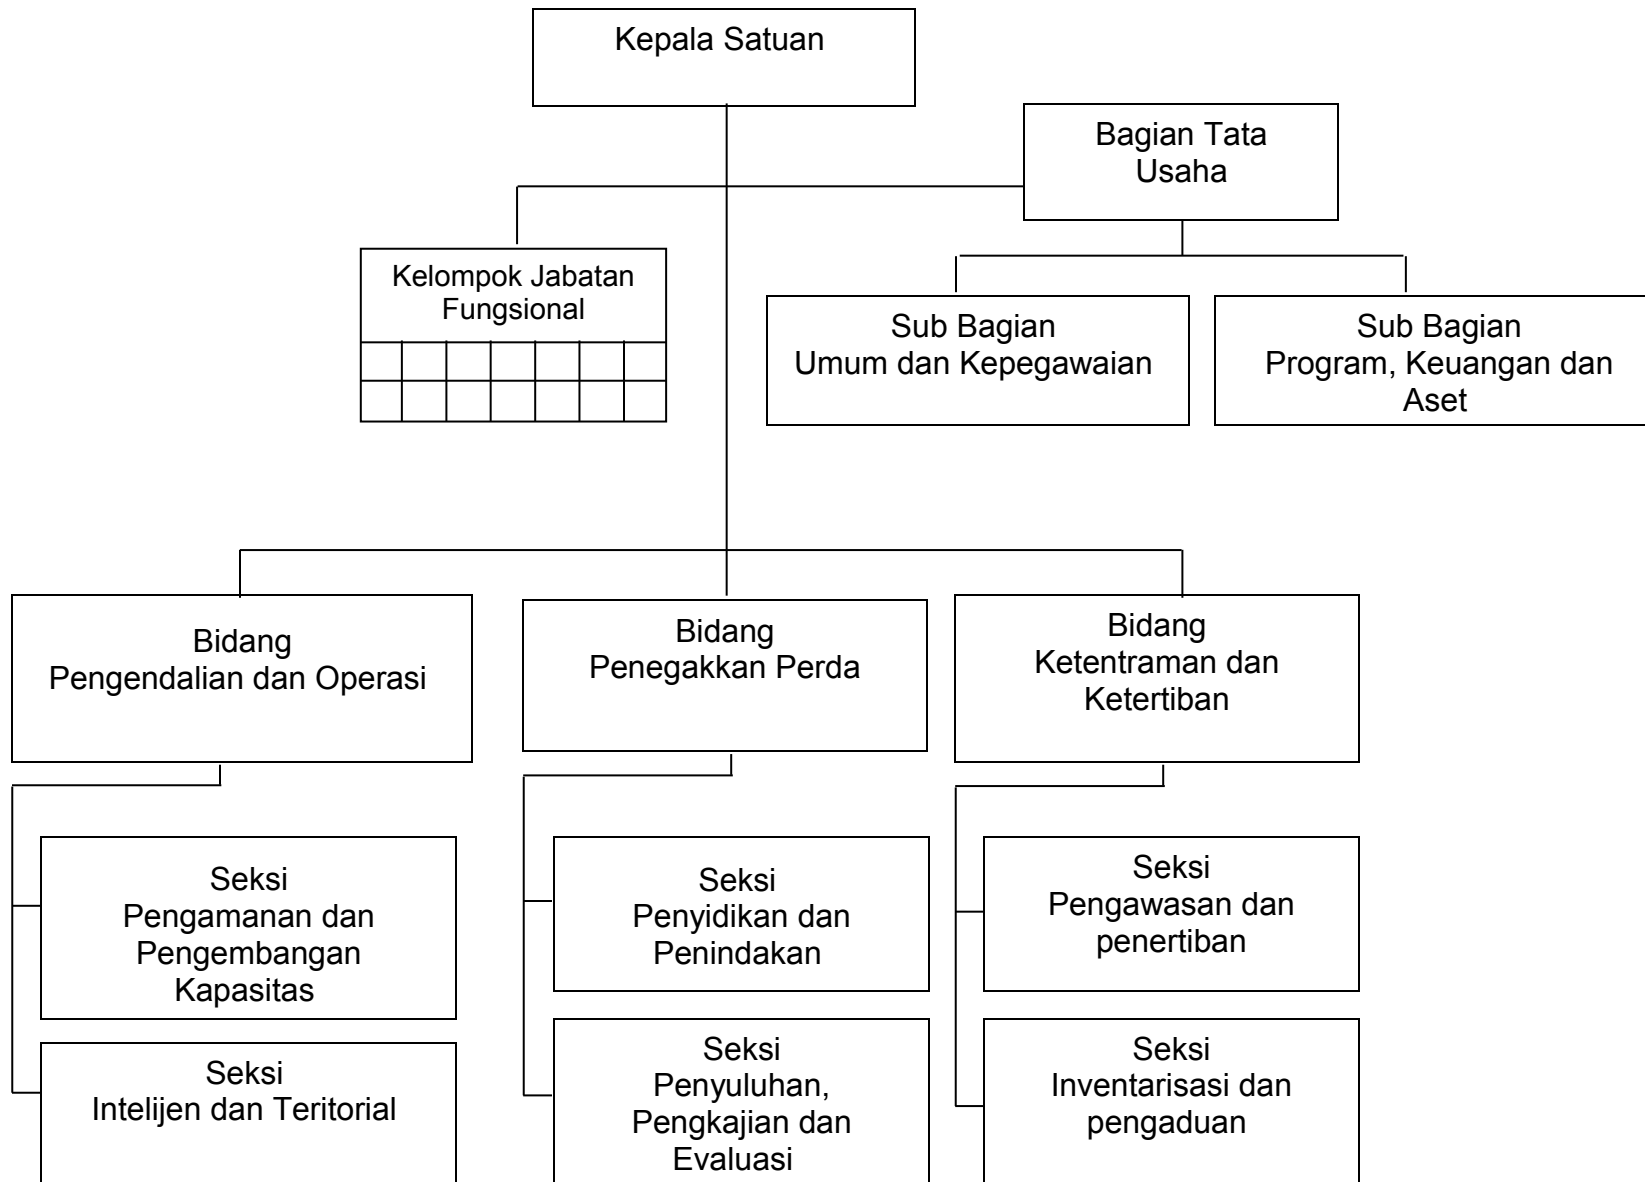 Kepala Satuan
Bagian Tata
Usaha
Kelompok Jabatan
Fungsional
Sub Bagian
Umum dan Kepegawaian
Sub Bagian
Program, Keuangan dan
Aset
Bidang
Pengendalian dan Operasi
Bidang
Penegakkan Perda
Bidang
Ketentraman dan
Ketertiban
Seksi
Pengamanan dan
Pengembangan
Kapasitas
Seksi
Penyidikan dan
Penindakan
Seksi
Pengawasan dan
penertiban
Seksi
Intelijen dan Teritorial
Seksi
Penyuluhan,
Pengkajian dan
Evaluasi
Seksi
Inventarisasi dan
pengaduan